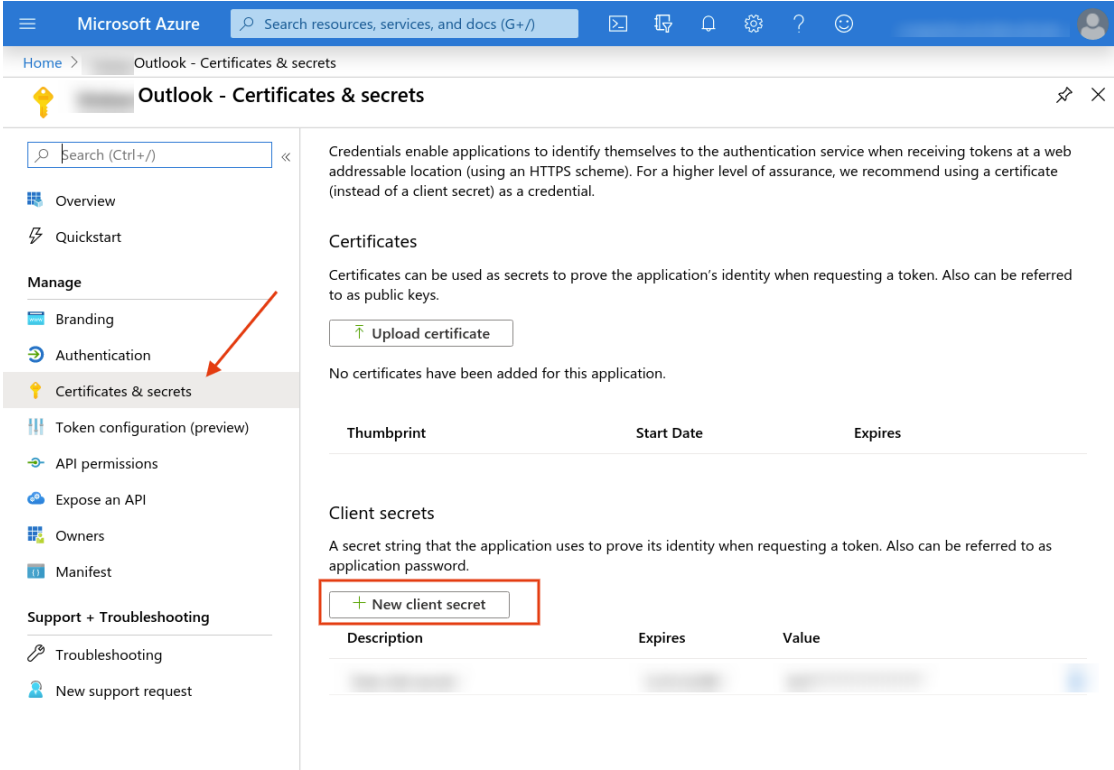 Microsoft Azure
Search resources, services, and docs (G+/)
Home > Outlook - Certificates & secrets
Outlook - Certificates & secrets
Search (Ctrl+/)
«
Overview
Quickstart
Manage
Branding
Authentication
Certificates & secrets
Token configuration (preview)
API permissions
Expose an API
Owners
Manifest
Support + Troubleshooting
Troubleshooting
New support request
Credentials enable applications to identify themselves to the authentication service when receiving tokens at a web
addressable location (using an HTTPS scheme). For a higher level of assurance, we recommend using a certificate
(instead of a client secret) as a credential.
Certificates
Certificates can be used as secrets to prove the application's identity when requesting a token. Also can be referred
to as public keys.
Upload certificate
No certificates have been added for this application.
Thumbprint Start Date Expires
Client secrets
A secret string that the application uses to prove its identity when requesting a token. Also can be referred to as
application password.
+ New client secret
Description Expires Value